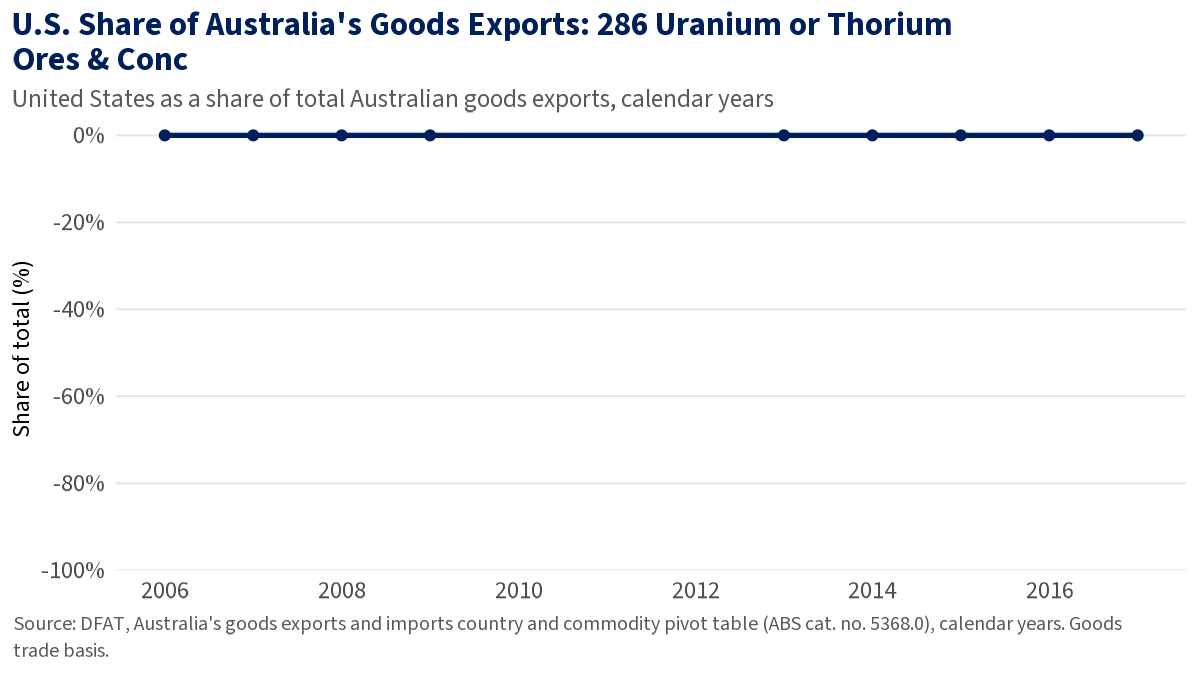 U.S. Share of Australia's Goods Exports: 286 Uranium or Thorium
Ores & Conc
United States as a share of total Australian goods exports, calendar years
Share of total (%)
0%
-20%
-40%
-60%
-80%
-100%
2006 2008 2010 2012 2014 2016
Source: DFAT, Australia's goods exports and imports country and commodity pivot table (ABS cat. no. 5368.0), calendar years. Goods
trade basis.